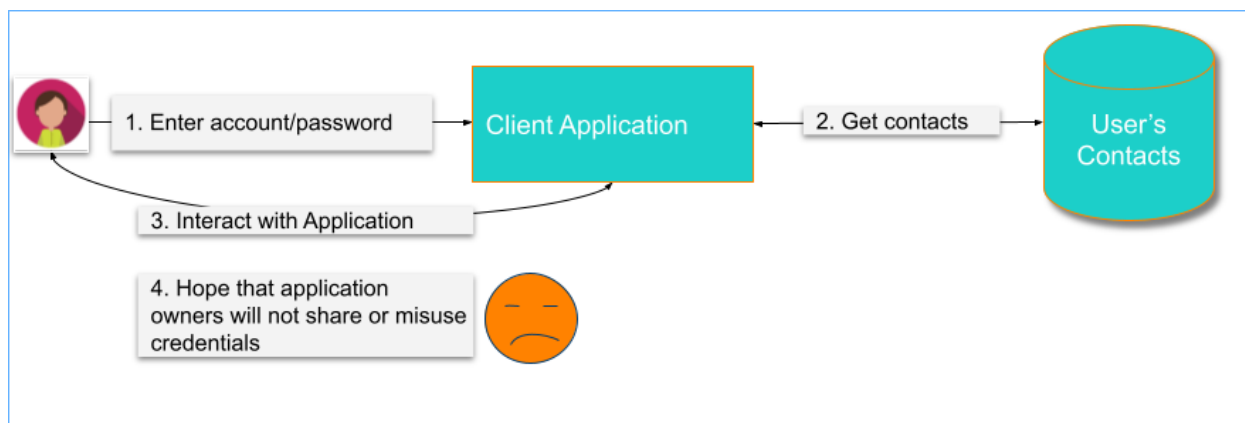 1. Enter account/password
Client Application
2. Get contacts
User’s
Contacts
3. Interact with Application
4. Hope that application
owners will not share or misuse
credentials